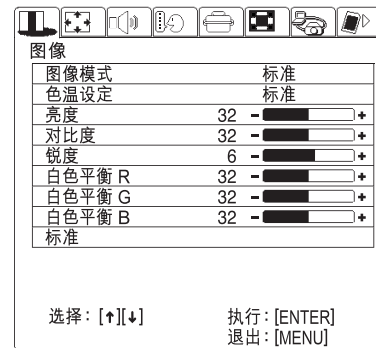 图像
图像模式 标准
色温设定 标准
亮度 32 - +
对比度 32 - +
锐度 6 - +
白色平衡 R 32 - +
白色平衡 G 32 - +
白色平衡 B 32 - +
标准
选择：[↑][↓] 执行：[ENTER]
退出：[MENU]